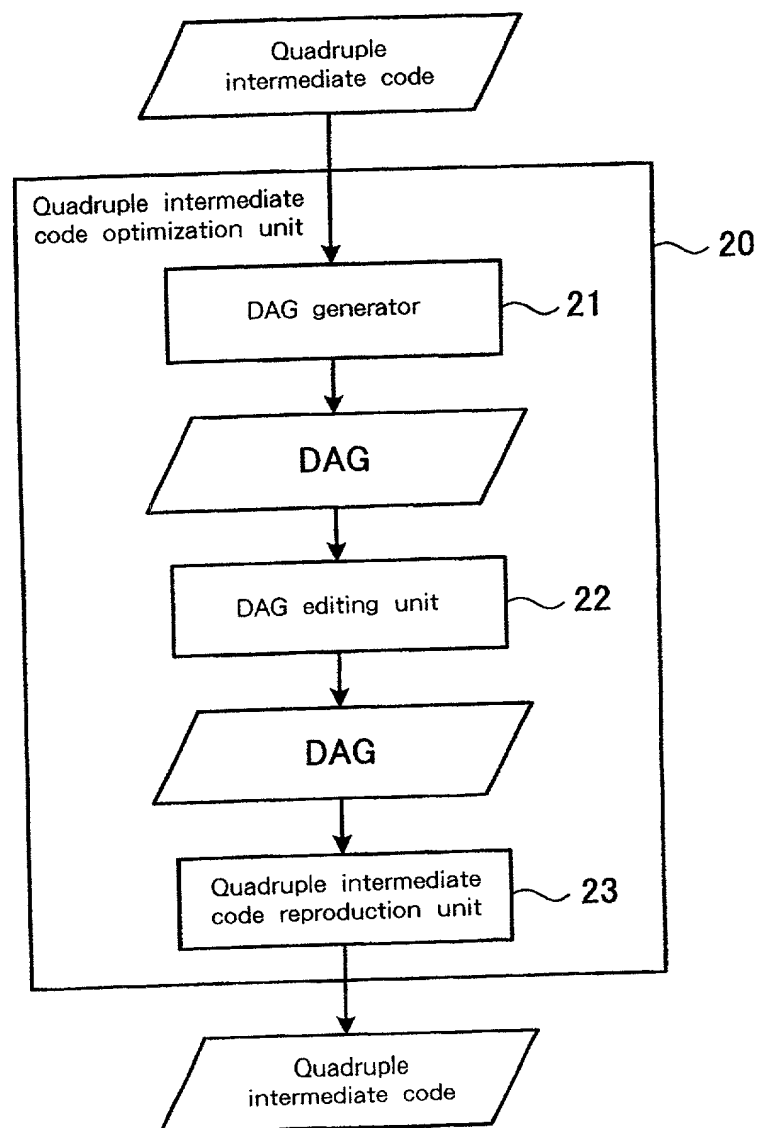 Quadruple
intermediate code
Quadruple intermediate
code optimization unit
20
DAG generator
21
DAG
DAG editing unit
22
DAG
Quadruple intermediate
code reproduction unit
23
Quadruple
intermediate code